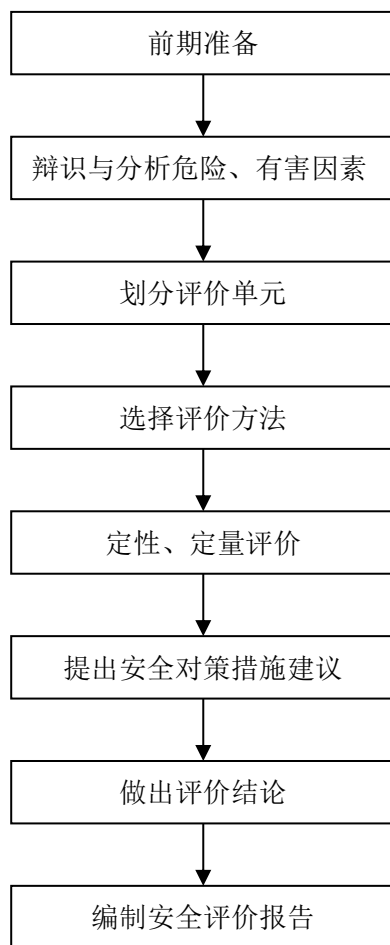 前期准备
辩识与分析危险、有害因素
划分评价单元
选择评价方法
定性、定量评价
提出安全对策措施建议
做出评价结论
编制安全评价报告